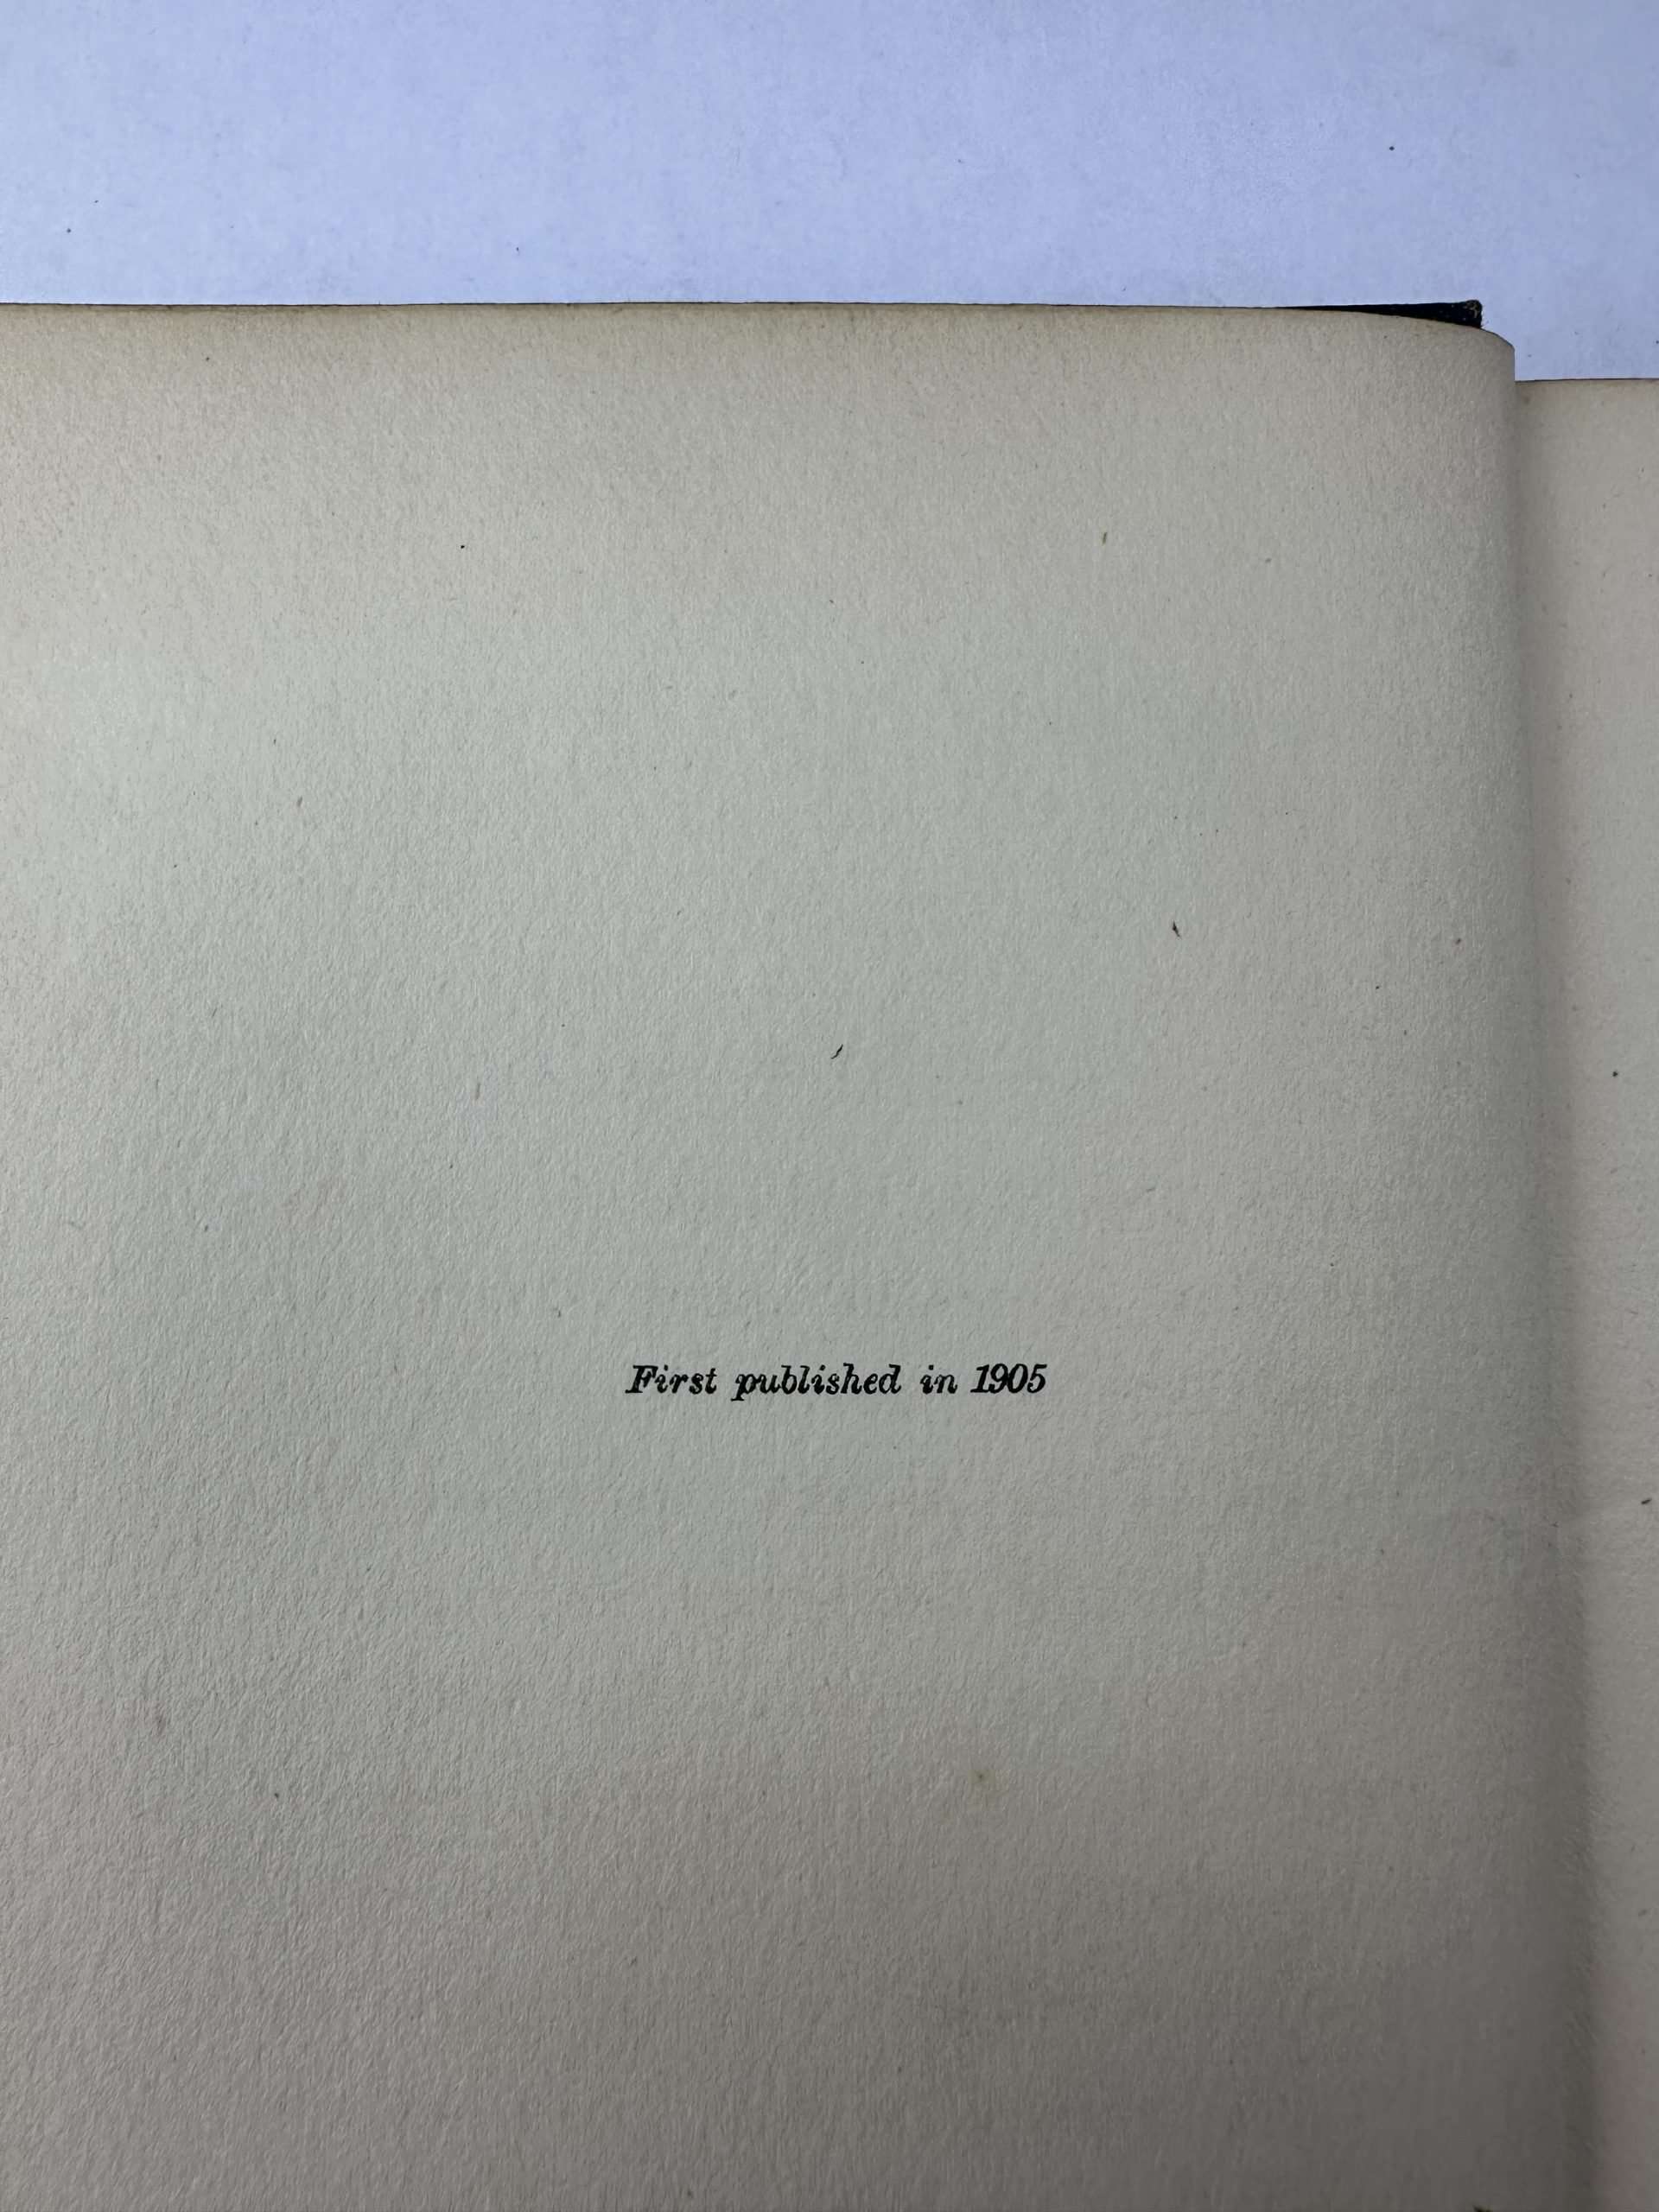 First published in 1905